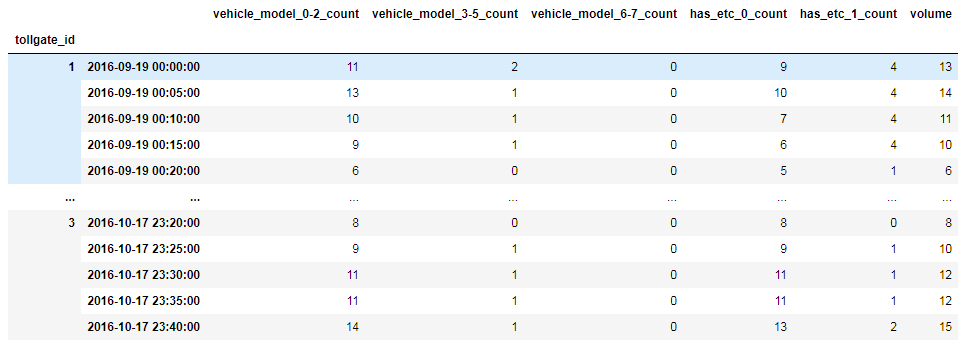 vehicle_model_0-2_count vehicle_model_3-5_count vehicle_model_6-7_count has_etc_0_count has_etc_1_count volume
tollgate_id
1 2016-09-19 00:00:00 11 2 0 9 4 13
2016-09-19 00:05:00 13 1 0 10 4 14
2016-09-19 00:10:00 10 1 0 7 4 11
2016-09-19 00:15:00 9 1 0 6 4 10
2016-09-19 00:20:00 6 0 0 5 1 6
... ... ... ... ... ... ... ...
3 2016-10-17 23:20:00 8 0 0 8 0 8
2016-10-17 23:25:00 9 1 0 9 1 10
2016-10-17 23:30:00 11 1 0 11 1 12
2016-10-17 23:35:00 11 1 0 11 1 12
2016-10-17 23:40:00 14 1 0 13 2 15